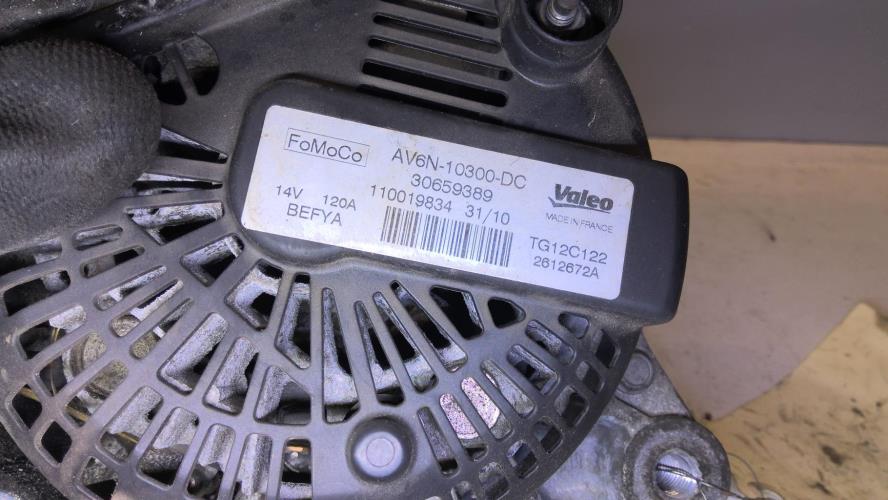 FoMoCo
AV6N-10300-DC
30659389
14V 120A 110019834 31/10
BEFYA
Valeo
MADE IN FRANCE
TG12C122
2612672A